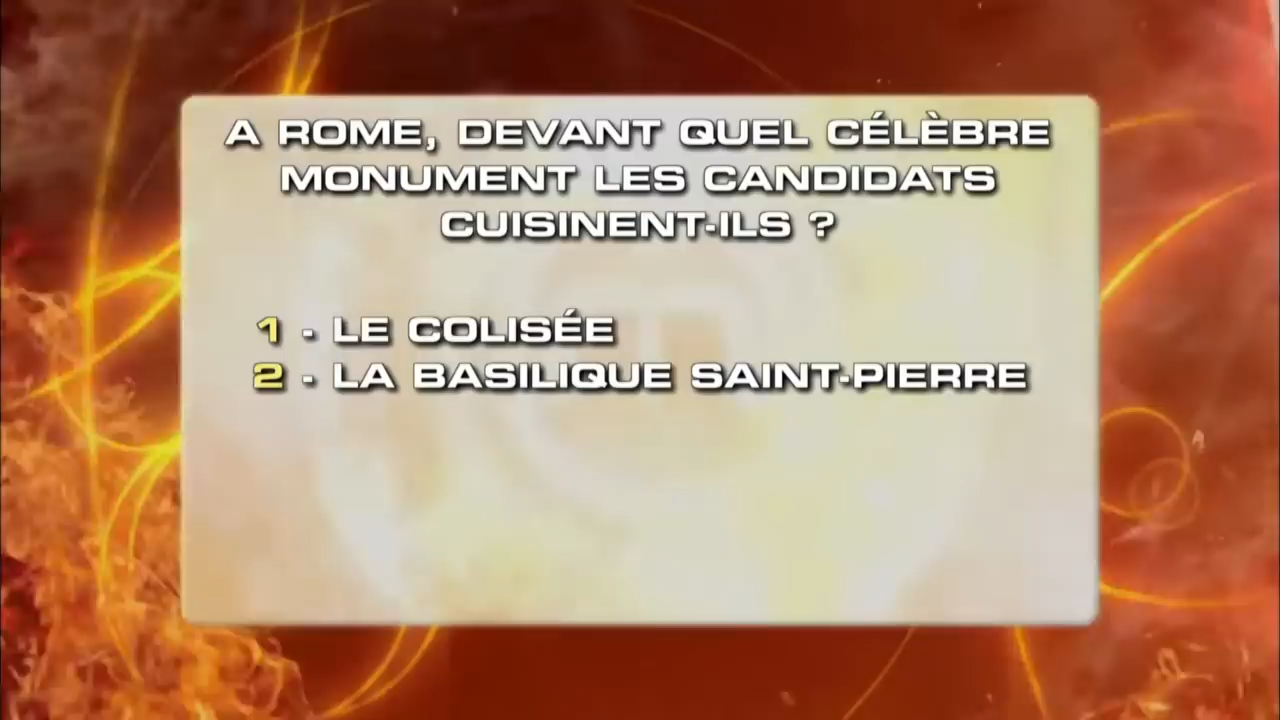 A ROME, DEVANT QUEL CÉLÈBRE
MONUMENT LES CANDIDATS
CUISINENT-ILS ?
1 - LE COLISÉE
2 - LA BASILIQUE SAINT-PIERRE